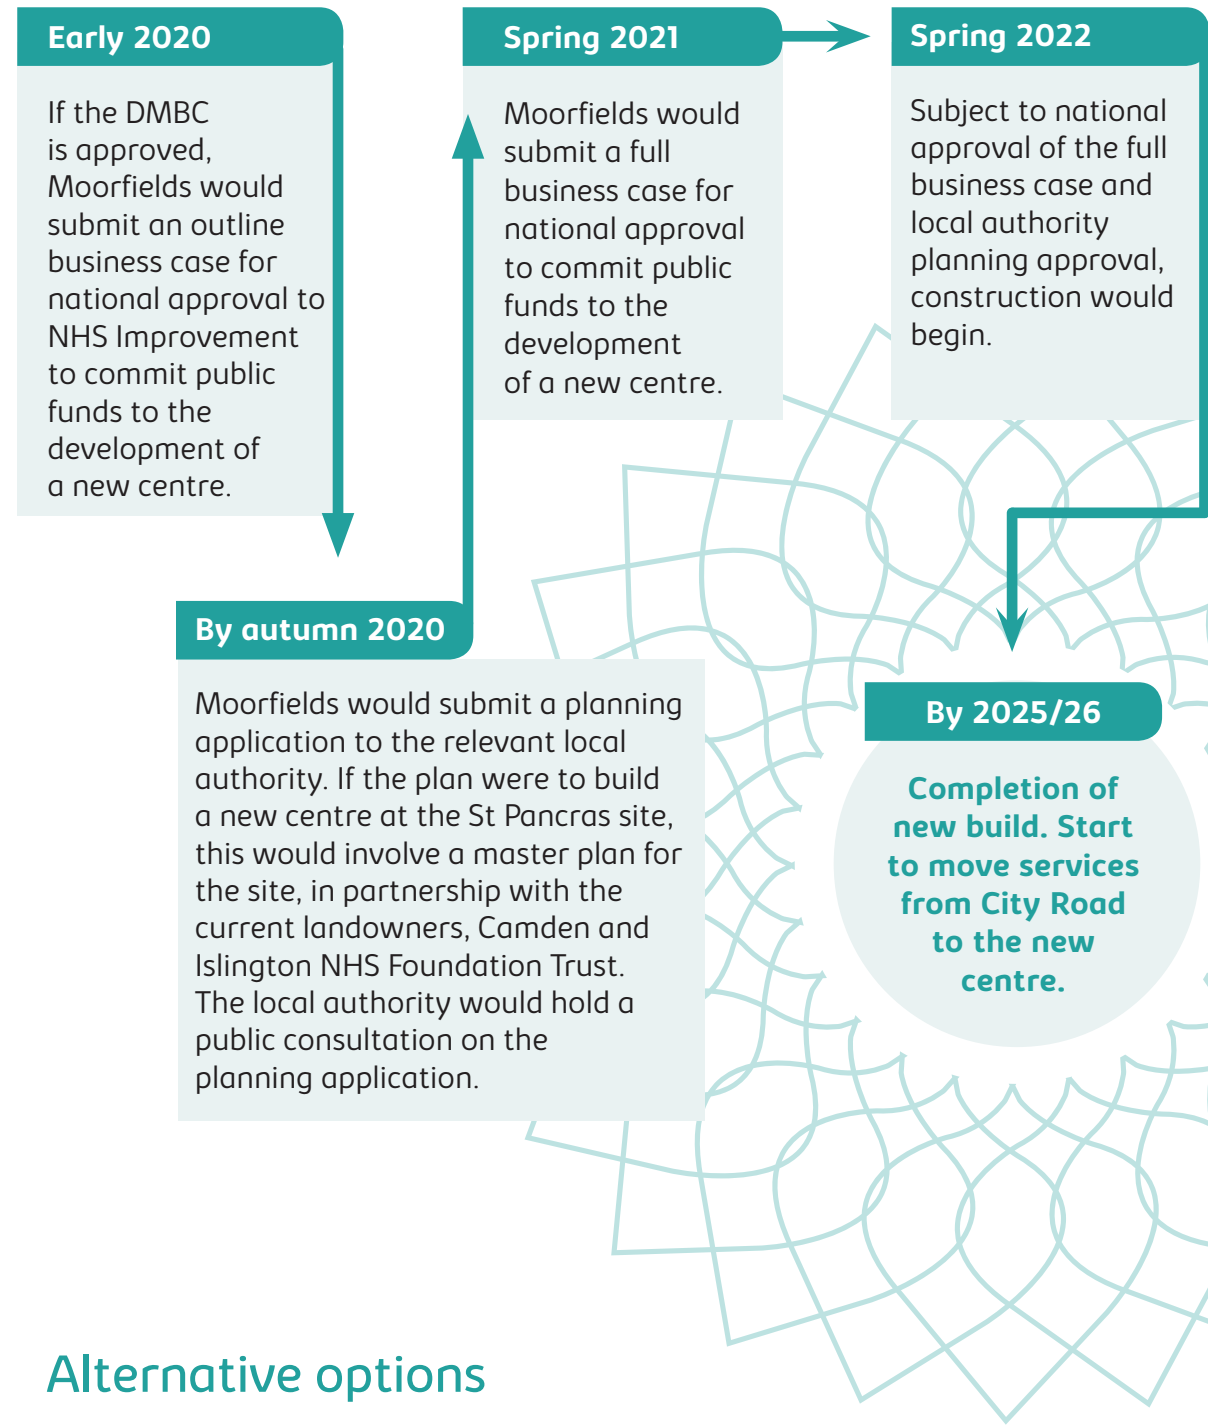 Early 2020
If the DMBC
is approved,
Moorfields would
submit an outline
business case for
national approval to
NHS Improvement
to commit public
funds to the
development of
a new centre.
By autumn 2020
Moorfields would submit a planning
application to the relevant local
authority. If the plan were to build
a new centre at the St Pancras site,
this would involve a master plan for
the site, in partnership with the
current landowners, Camden and
Islington NHS Foundation Trust.
The local authority would hold a
public consultation on the
planning application.
Spring 2021
Moorfields would
submit a full
business case for
national approval
to commit public
funds to the
development
of a new centre.
Spring 2022
Subject to national
approval of the full
business case and
local authority
planning approval,
construction would
begin.
By 2025/26
Completion of
new build. Start
to move services
from City Road
to the new
centre.
Alternative options